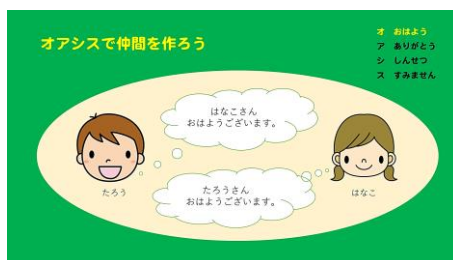 オアシスで仲間を作ろう
オ　おはよう
ア　ありがとう
シ　しんせつ
ス　すみません
はなこさん
おはようございます。
たろう
たろうさん
おはようございます。
はなこ